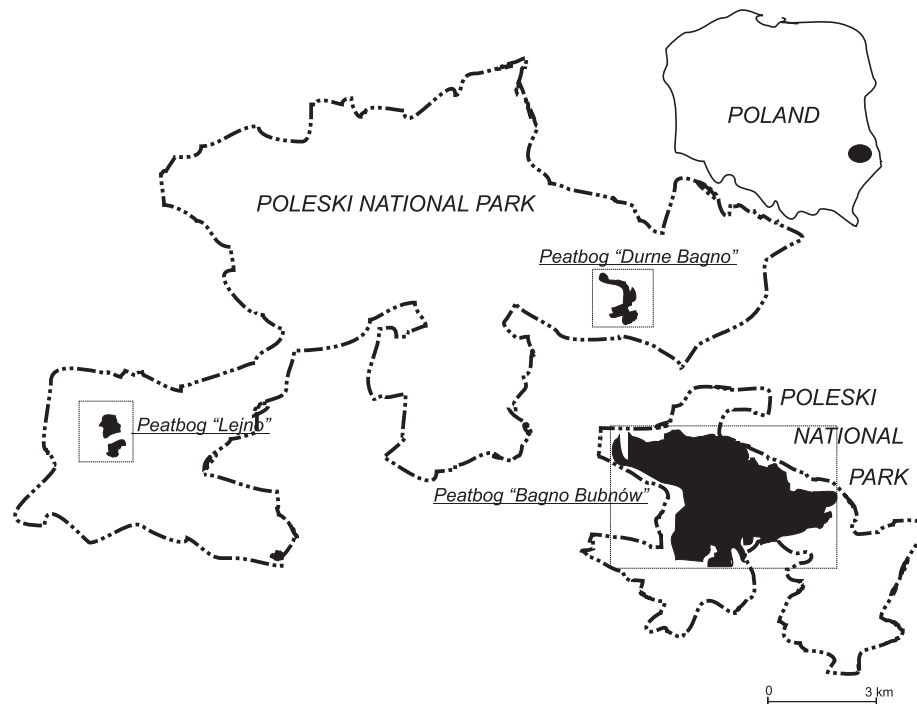 POLAND
POLESKI NATIONAL PARK
Peatbog “Durne Bagno”
POLESKI
NATIONAL
PARK
Peatbog “Lejno”
Peatbog “Bagno Bubnów”
0 3 km